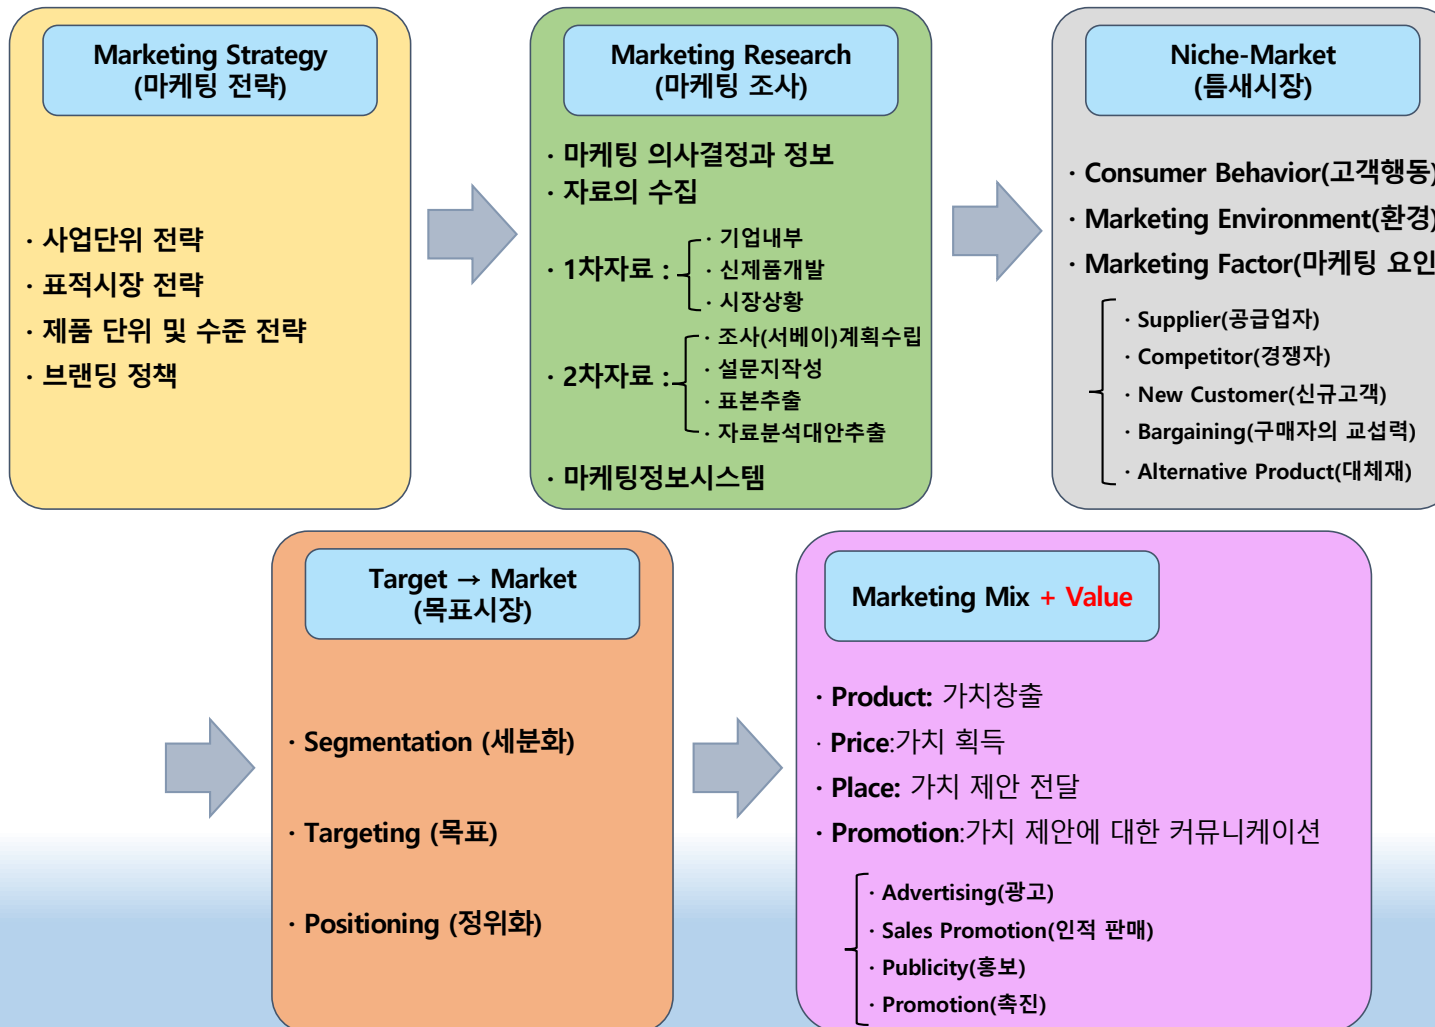 Marketing Strategy
(마케팅 전략)
· 사업단위 전략
· 표적시장 전략
· 제품 단위 및 수준 전략
· 브랜딩 정책
Marketing Research
(마케팅 조사)
· 마케팅 의사결정과 정보
· 자료의 수집
· 1차자료 :
· 기업내부
· 신제품개발
· 시장상황
· 2차자료 :
· 조사(서베이)계획수립
· 설문지작성
· 표본추출
· 자료분석대안추출
· 마케팅정보시스템
Niche-Market
(틈새시장)
· Consumer Behavior(고객행동)
· Marketing Environment(환경)
· Marketing Factor(마케팅 요인
· Supplier(공급업자)
· Competitor(경쟁자)
· New Customer(신규고객)
· Bargaining(구매자의 교섭력)
· Alternative Product(대체재)
Target → Market
(목표시장)
· Segmentation (세분화)
· Targeting (목표)
· Positioning (정위화)
Marketing Mix + Value
· Product: 가치창출
· Price:가치 획득
· Place: 가치 제안 전달
· Promotion:가치 제안에 대한 커뮤니케이션
· Advertising(광고)
· Sales Promotion(인적 판매)
· Publicity(홍보)
· Promotion(촉진)